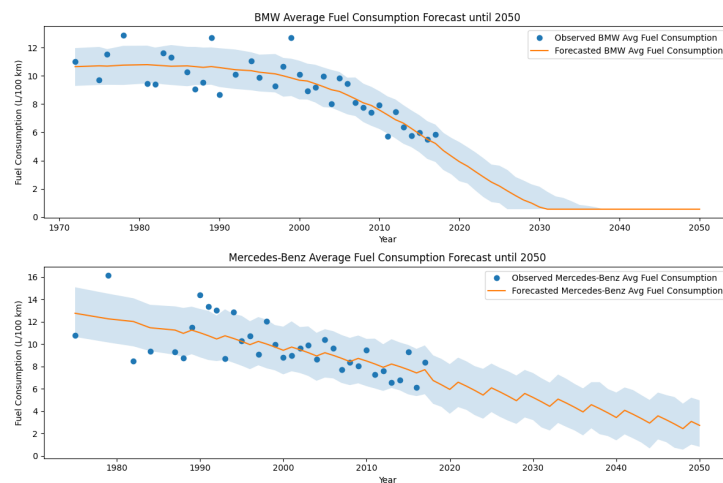 BMW Average Fuel Consumption Forecast until 2050
Observed BMW Avg Fuel Consumption
Forecasted BMW Avg Fuel Consumption
Fuel Consumption (L/100 km)
12
10
8
6
4
2
0
1970 1980 1990 2000 2010 2020 2030 2040 2050
Year
Mercedes-Benz Average Fuel Consumption Forecast until 2050
Observed Mercedes-Benz Avg Fuel Consumption
Forecasted Mercedes-Benz Avg Fuel Consumption
Fuel Consumption (L/100 km)
16
14
12
10
8
6
4
2
0
1980 1990 2000 2010 2020 2030 2040 2050
Year